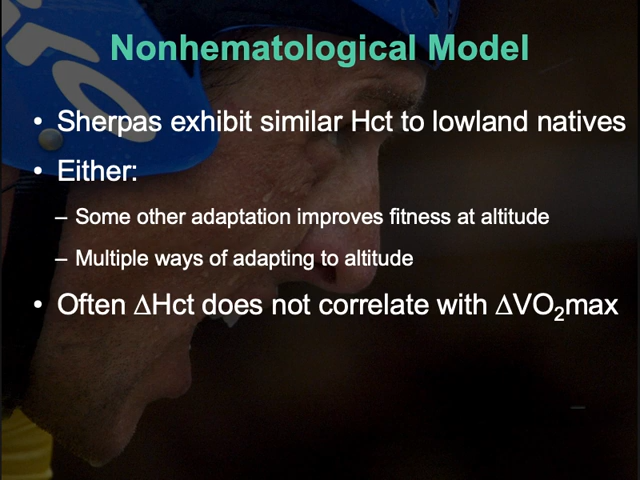 Nonhematological Model
• Sherpas exhibit similar Hct to lowland natives
• Either:
– Some other adaptation improves fitness at altitude
– Multiple ways of adapting to altitude
• Often ΔHct does not correlate with ΔVO₂max